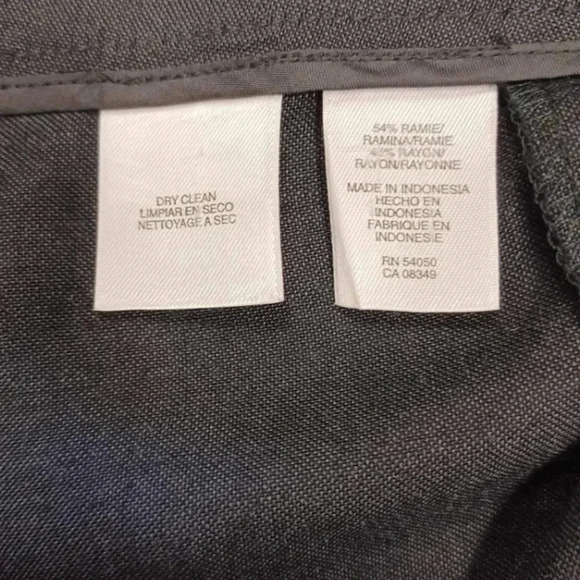 DRY CLEAN
LIMPIAR EN SECO
NETTOYAGE A SEC
54% RAMIE/
RAMINA/RAMIE
RAYON/
RAYON/RAYONNE
MADE IN INDONESIA
HECHO EN
INDONESIA
FABRIQUE EN
INDONESIE
RN 54050
CA 08349